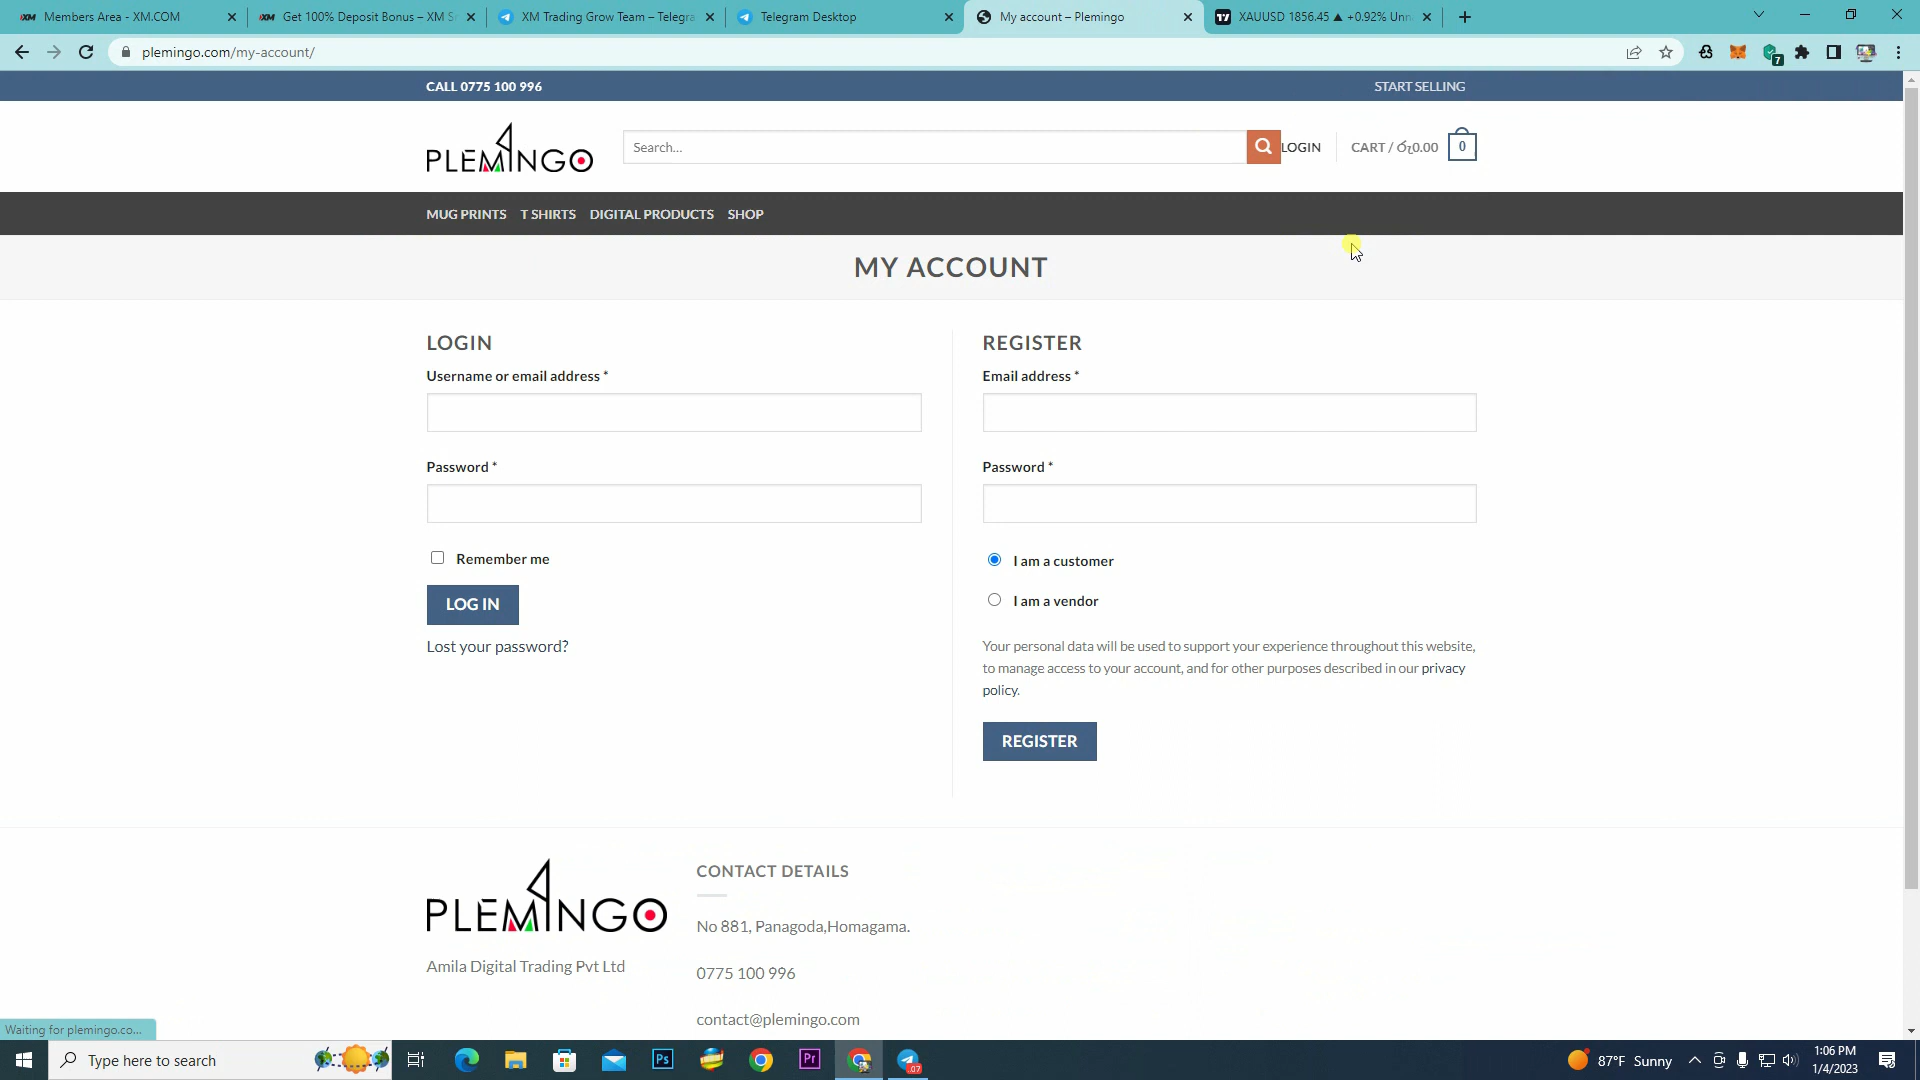 Members Area - XM.COM
Get 100% Deposit Bonus – XM S
XM Trading Grow Team – Telegra
Telegram Desktop
My account – Plemingo
XAUUSD 1856.45 ▲ +0.92% Unn
plemingo.com/my-account/
7
CALL 0775 100 996
START SELLING
PLEMINGO
Search...
LOGIN
CART / රු0.00
0
MUG PRINTS
T SHIRTS
DIGITAL PRODUCTS
SHOP
MY ACCOUNT
LOGIN
Username or email address *
Password *
Remember me
LOG IN
Lost your password?
REGISTER
Email address *
Password *
I am a customer
I am a vendor
Your personal data will be used to support your experience throughout this website,
to manage access to your account, and for other purposes described in our privacy
policy.
REGISTER
PLEMINGO
Amila Digital Trading Pvt Ltd
CONTACT DETAILS
No 881, Panagoda,Homagama.
0775 100 996
contact@plemingo.com
Waiting for plemingo.co...
Type here to search
Ps
Pr
.07
87°F Sunny
1:06 PM
1/4/2023